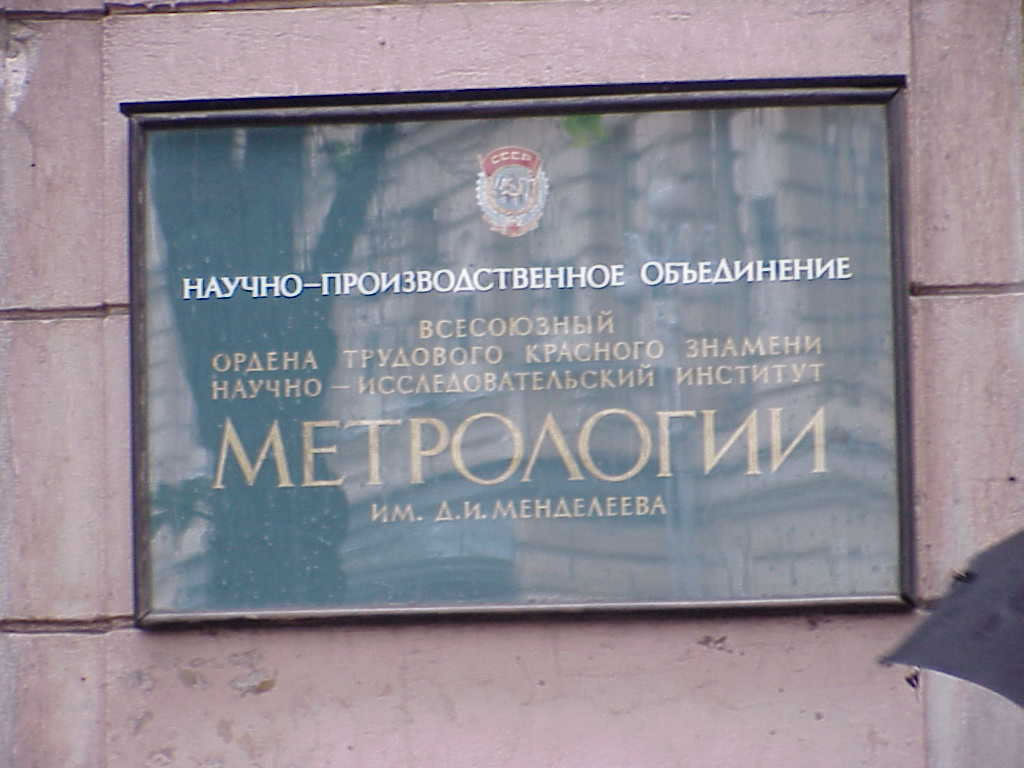 СССР
НАУЧНО-ПРОИЗВОДСТВЕННОЕ ОБЪЕДИНЕНИЕ
ВСЕСОЮЗНЫЙ
ОРДЕНА ТРУДОВОГО КРАСНОГО ЗНАМЕНИ
НАУЧНО-ИССЛЕДОВАТЕЛЬСКИЙ ИНСТИТУТ
МЕТРОЛОГИИ
ИМ. Д.И. МЕНДЕЛЕЕВА